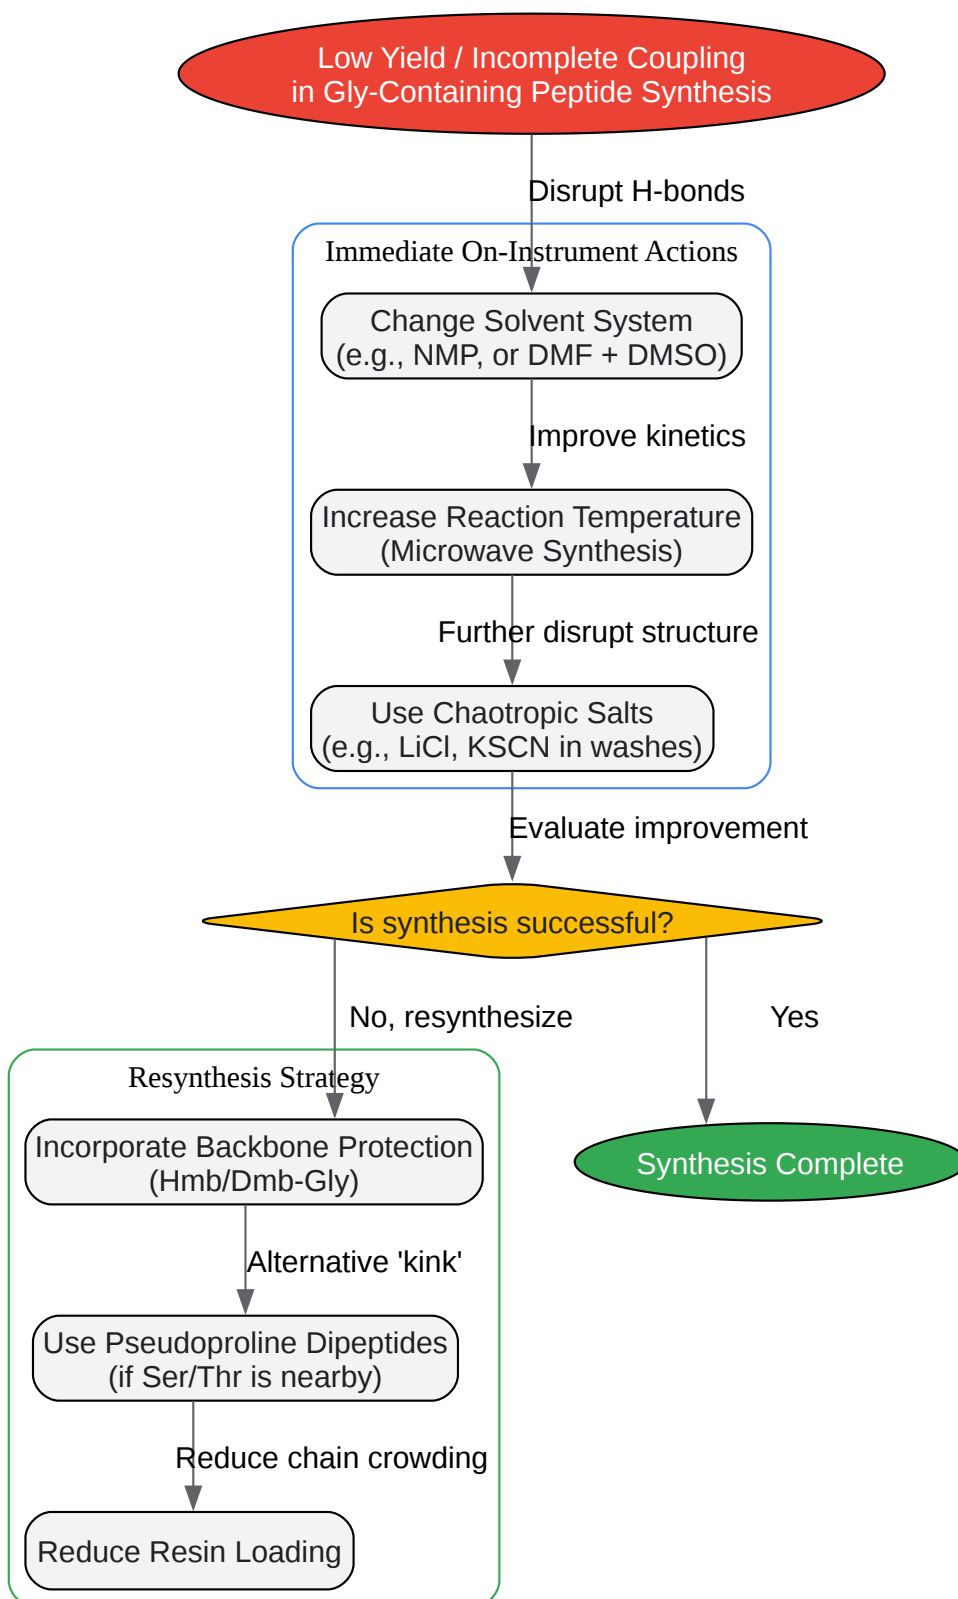 Low Yield / Incomplete Coupling
in Gly-Containing Peptide Synthesis
Disrupt H-bonds
Immediate On-Instrument Actions
Change Solvent System
(e.g., NMP, or DMF + DMSO)
Improve kinetics
Increase Reaction Temperature
(Microwave Synthesis)
Further disrupt structure
Use Chaotropic Salts
(e.g., LiCl, KSCN in washes)
Evaluate improvement
Is synthesis successful?
No, resynthesize
Yes
Resynthesis Strategy
Incorporate Backbone Protection
(Hmb/Dmb-Gly)
Synthesis Complete
Alternative 'kink'
Use Pseudoproline Dipeptides
(if Ser/Thr is nearby)
Reduce chain crowding
Reduce Resin Loading